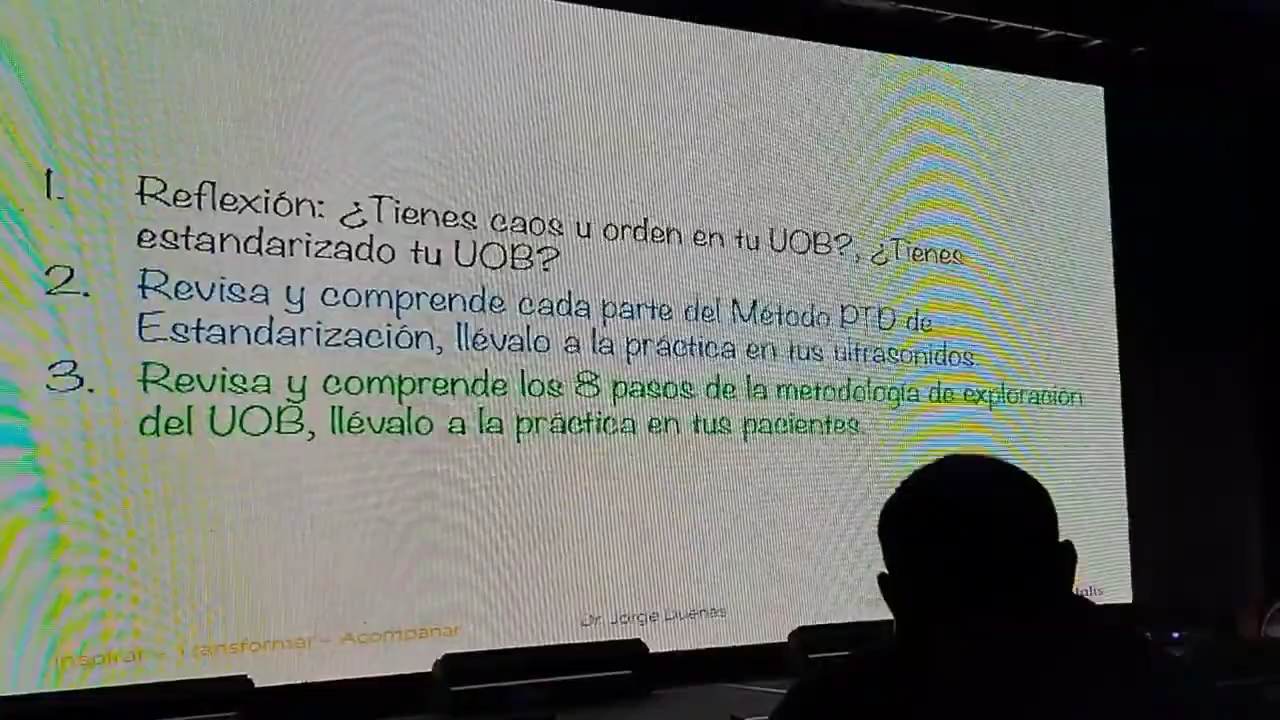 1. Reflexión: ¿Tienes caos u orden en tu UOB?, ¿Tienes
estandarizado tu UOB?
2. Revisa y comprende cada parte del Método PTD de
Estandarización, llévalo a la práctica en tus ultrasonidos.
3. Revisa y comprende los 8 pasos de la metodología de exploración
del UOB, llévalo a la práctica en tus pacientes.
Inspirar - Transformar - Acompañar
Dr. Jorge Dueñas